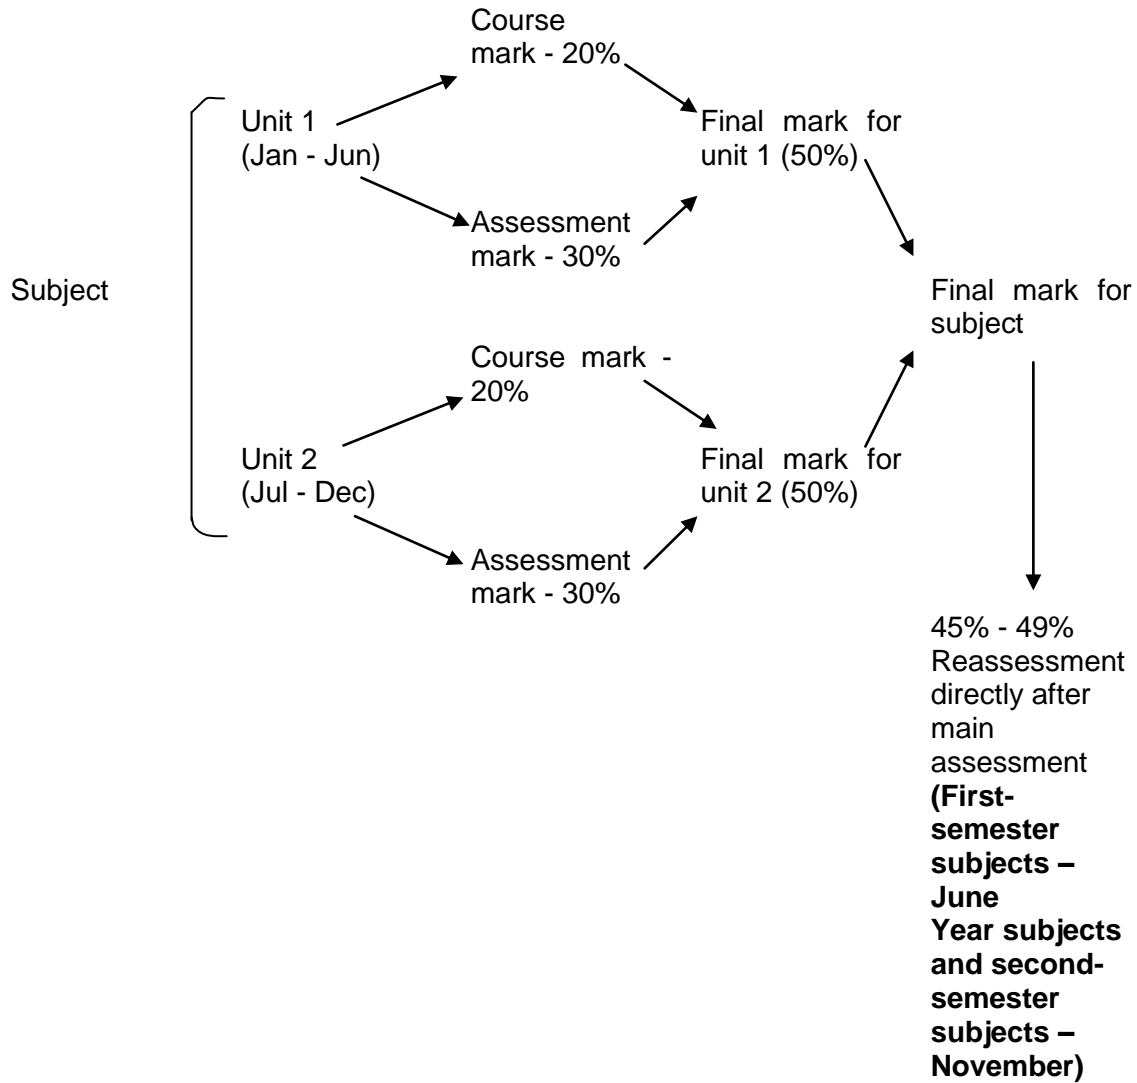 Course
mark - 20%
Unit 1
(Jan - Jun)
Final mark for
unit 1 (50%)
Assessment
mark - 30%
Subject
Final mark for
subject
Course mark -
20%
Unit 2
(Jul - Dec)
Final mark for
unit 2 (50%)
Assessment
mark - 30%
45% - 49%
Reassessment
directly after
main
assessment
(First-
semester
subjects –
June
Year subjects
and second-
semester
subjects –
November)